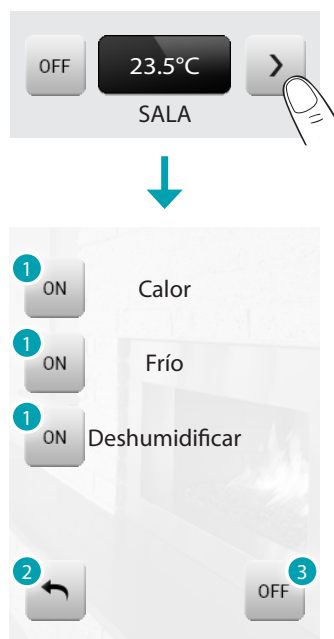 OFF 23.5°C
SALA
1 ON Calor
1 ON Frío
1 ON Deshumidificar
2 3 OFF